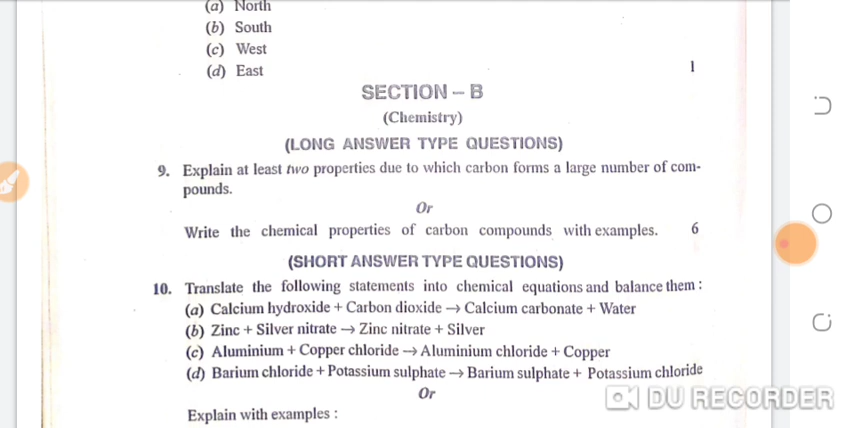 (a) North
(b) South
(c) West
(d) East 1
SECTION – B
(Chemistry)
(LONG ANSWER TYPE QUESTIONS)
9. Explain at least two properties due to which carbon forms a large number of com-
pounds.
Or
Write the chemical properties of carbon compounds with examples. 6
(SHORT ANSWER TYPE QUESTIONS)
10. Translate the following statements into chemical equations and balance them :
(a) Calcium hydroxide + Carbon dioxide → Calcium carbonate + Water
(b) Zinc + Silver nitrate → Zinc nitrate + Silver
(c) Aluminium + Copper chloride → Aluminium chloride + Copper
(d) Barium chloride + Potassium sulphate → Barium sulphate + Potassium chloride
Or
DU RECORDER
Explain with examples :